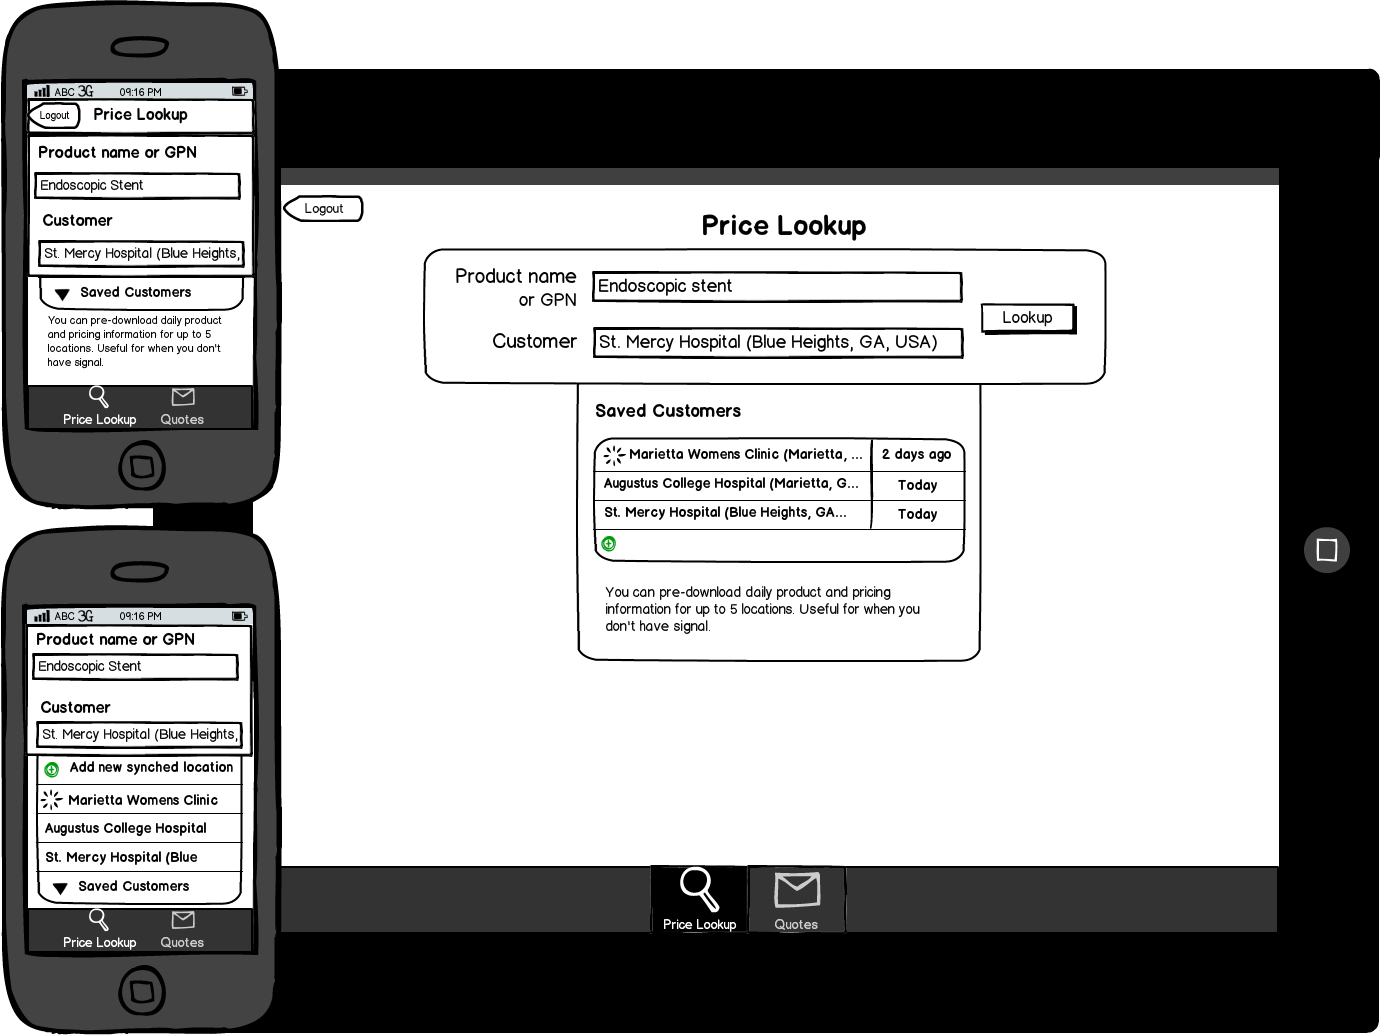 ABC 3G 09:16 PM
Logout Price Lookup
Product name or GPN
Endoscopic Stent
Customer
St. Mercy Hospital (Blue Heights,
Saved Customers
You can pre-download daily product
and pricing information for up to 5
locations. Useful for when you don't
have signal.
Price Lookup Quotes
ABC 3G 09:16 PM
Product name or GPN
Endoscopic Stent
Customer
St. Mercy Hospital (Blue Heights,
Add new synched location
Marietta Womens Clinic
Augustus College Hospital
St. Mercy Hospital (Blue
Saved Customers
Price Lookup Quotes
Logout
Price Lookup
Product name
or GPN
Endoscopic stent
Customer
St. Mercy Hospital (Blue Heights, GA, USA)
Lookup
Saved Customers
Marietta Womens Clinic (Marietta, ... 2 days ago
Augustus College Hospital (Marietta, G... Today
St. Mercy Hospital (Blue Heights, GA... Today
You can pre-download daily product and pricing
information for up to 5 locations. Useful for when you
don't have signal.
Price Lookup Quotes